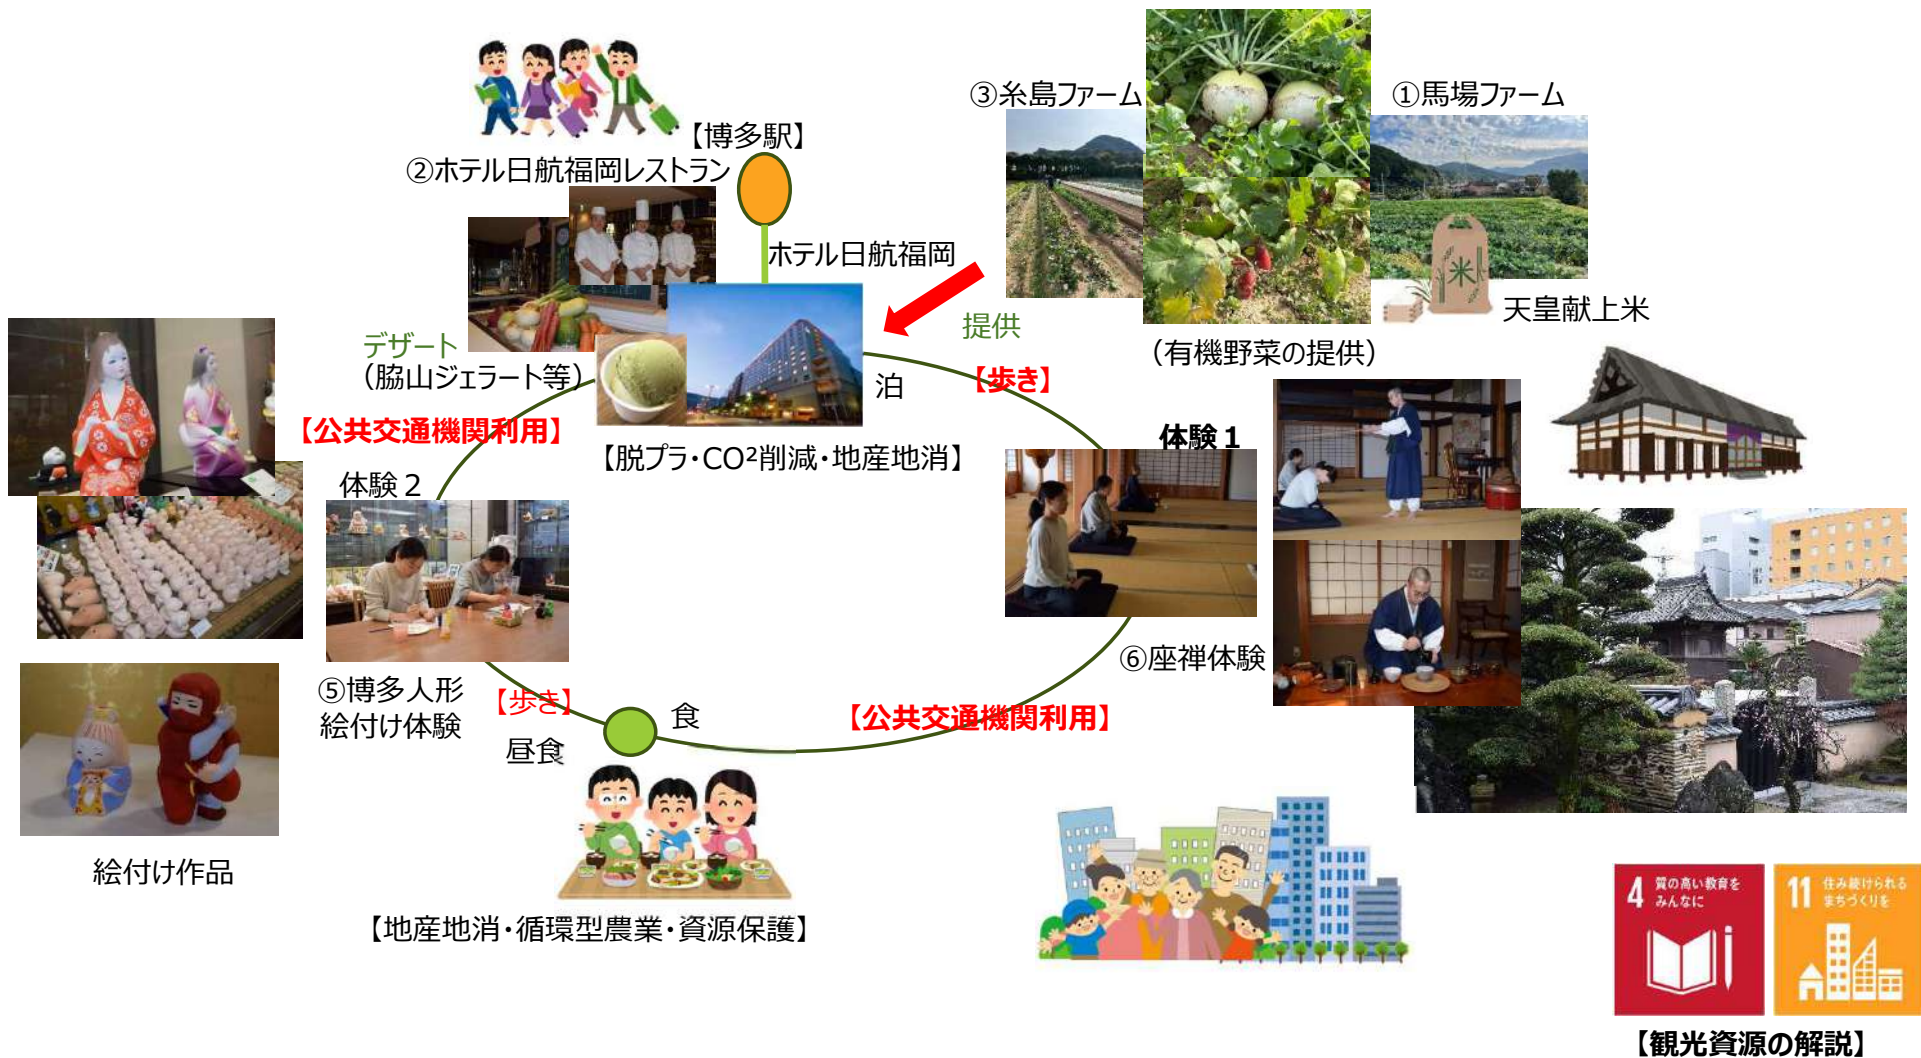 ③糸島ファーム
①馬場ファーム
【博多駅】
②ホテル日航福岡レストラン
ホテル日航福岡
米
天皇献上米
提供
デザート
（脇山ジェラート等）
（有機野菜の提供）
【歩き】
泊
【公共交通機関利用】
【脱プラ・CO²削減・地産地消】
体験１
体験２
⑥座禅体験
⑤博多人形
絵付け体験
【歩き】
食
【公共交通機関利用】
昼食
絵付け作品
【地産地消・循環型農業・資源保護】
4 質の高い教育を
みんなに
11 住み続けられる
まちづくりを
【観光資源の解説】